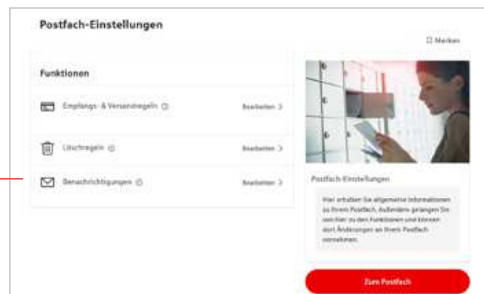 Postfach-Einstellungen
Merken
Funktionen
Empfangs- & Versandregeln
Bearbeiten
Löschregeln
Bearbeiten
Benachrichtigungen
Bearbeiten
Postfach-Einstellungen
Hier erhalten Sie allgemeine Informationen
zu Ihrem Postfach. Außerdem gelangen Sie
von hier zu den Funktionen und können
dort Änderungen an Ihrem Postfach
vornehmen.
Zum Postfach